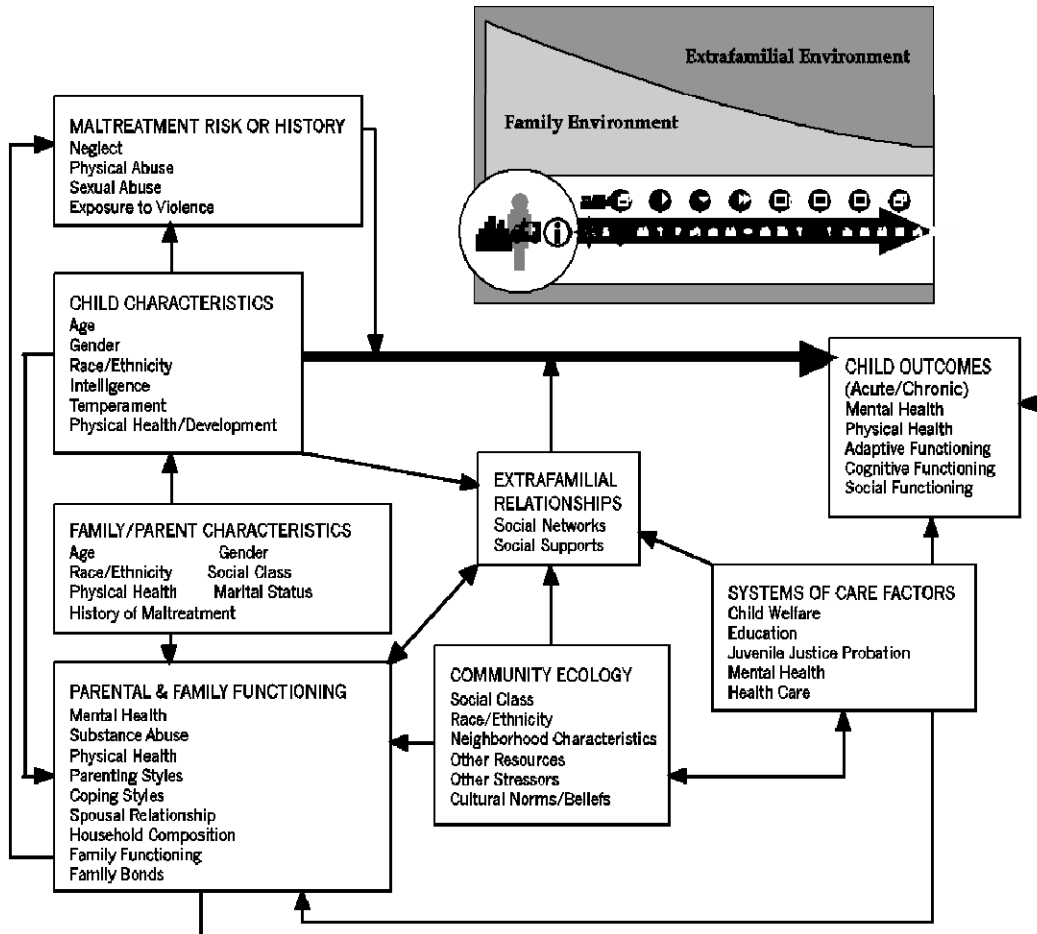 Extrafamilial Environment
Family Environment
MALTREATMENT RISK OR HISTORY
Neglect
Physical Abuse
Sexual Abuse
Exposure to Violence
CHILD CHARACTERISTICS
Age
Gender
Race/Ethnicity
Intelligence
Temperament
Physical Health/Development
CHILD OUTCOMES
(Acute/Chronic)
Mental Health
Physical Health
Adaptive Functioning
Cognitive Functioning
Social Functioning
EXTRAFAMILIAL
RELATIONSHIPS
Social Networks
Social Supports
FAMILY/PARENT CHARACTERISTICS
Age Gender
Race/Ethnicity Social Class
Physical Health Marital Status
History of Maltreatment
SYSTEMS OF CARE FACTORS
Child Welfare
Education
Juvenile Justice Probation
Mental Health
Health Care
PARENTAL & FAMILY FUNCTIONING
Mental Health
Substance Abuse
Physical Health
Parenting Styles
Coping Styles
Spousal Relationship
Household Composition
Family Functioning
Family Bonds
COMMUNITY ECOLOGY
Social Class
Race/Ethnicity
Neighborhood Characteristics
Other Resources
Other Stressors
Cultural Norms/Beliefs